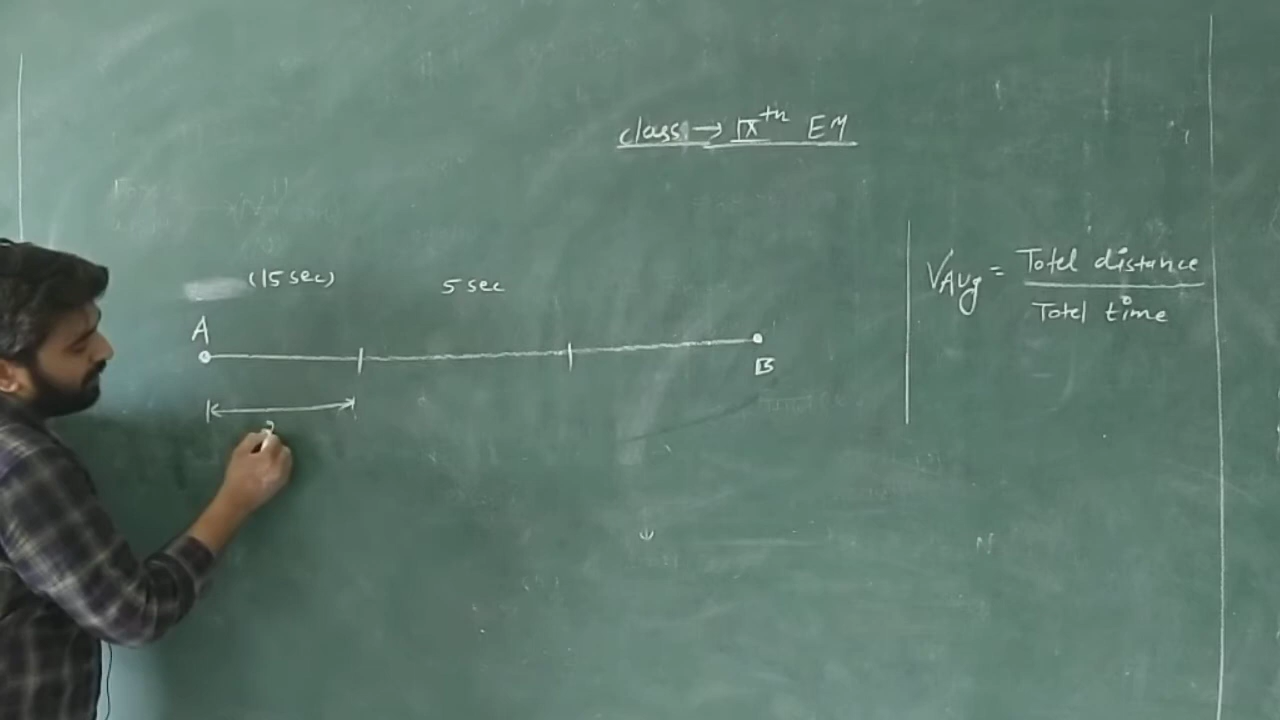 class → IXth EM
(15 sec)
5 sec
A
B
VAvg = Totel distance
Totel time